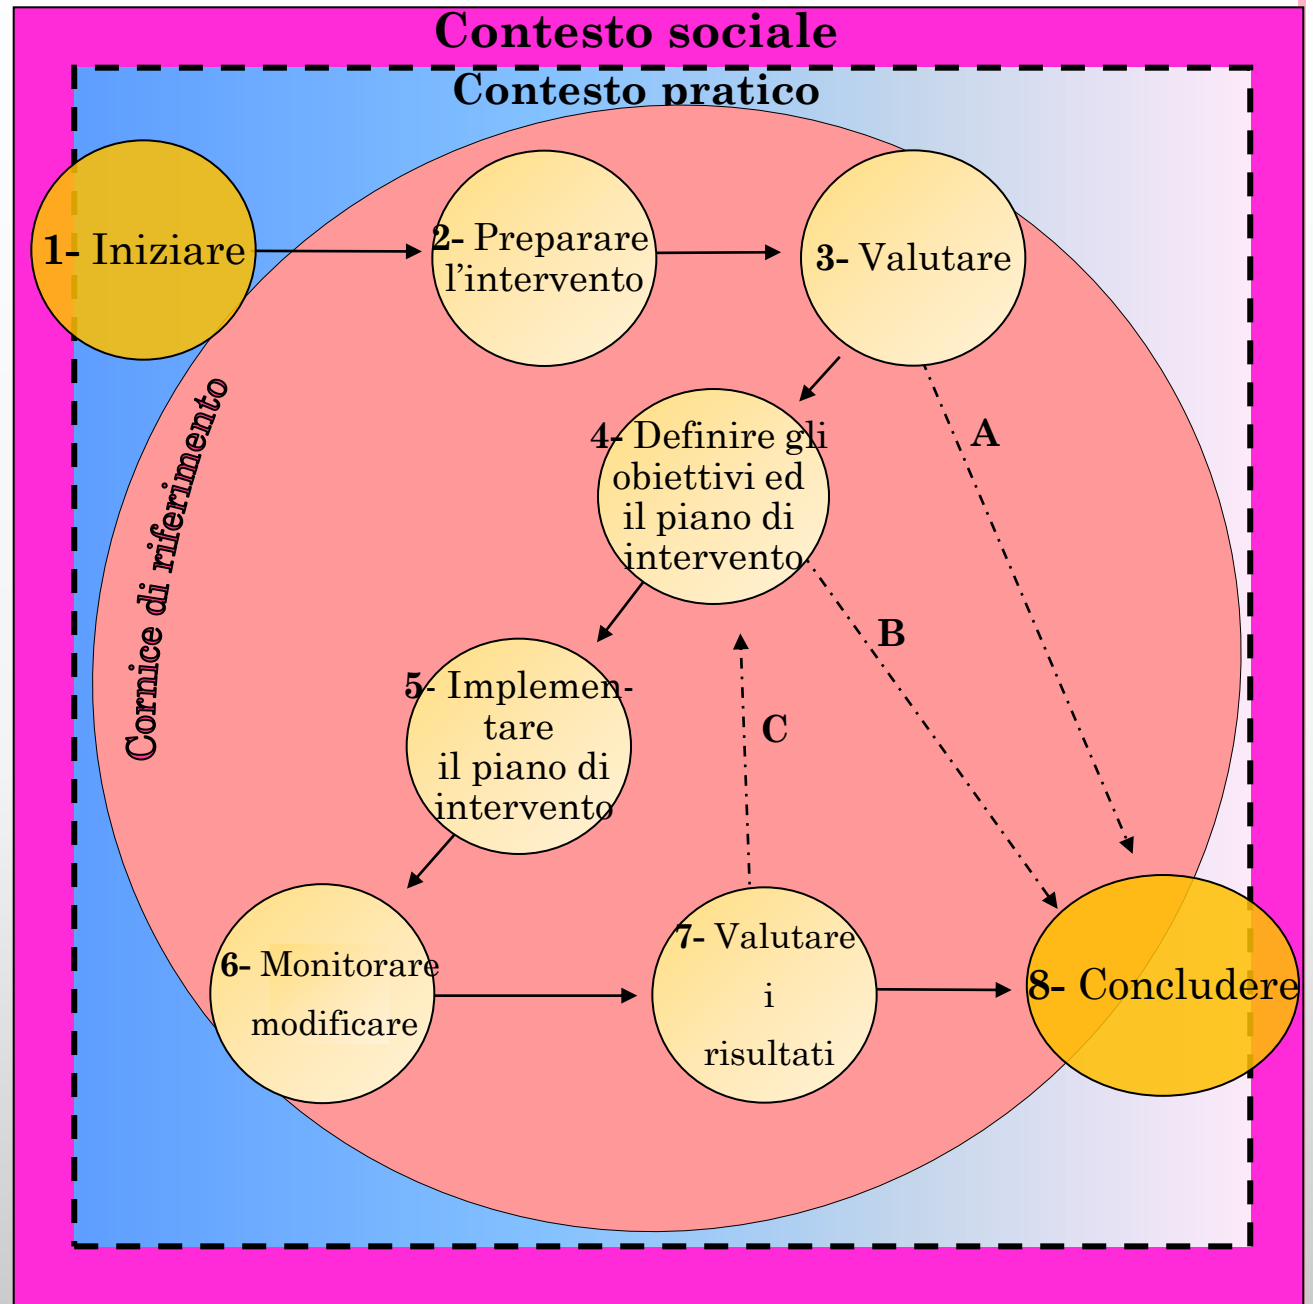 Contesto sociale
Contesto pratico
1- Iniziare
2- Preparare
l’intervento
3- Valutare
Cornice di riferimento
4- Definire gli
obiettivi ed
il piano di
intervento
A
B
5- Implemen-
tare
il piano di
intervento
C
6- Monitorare
modificare
7- Valutare
i
risultati
8- Concludere